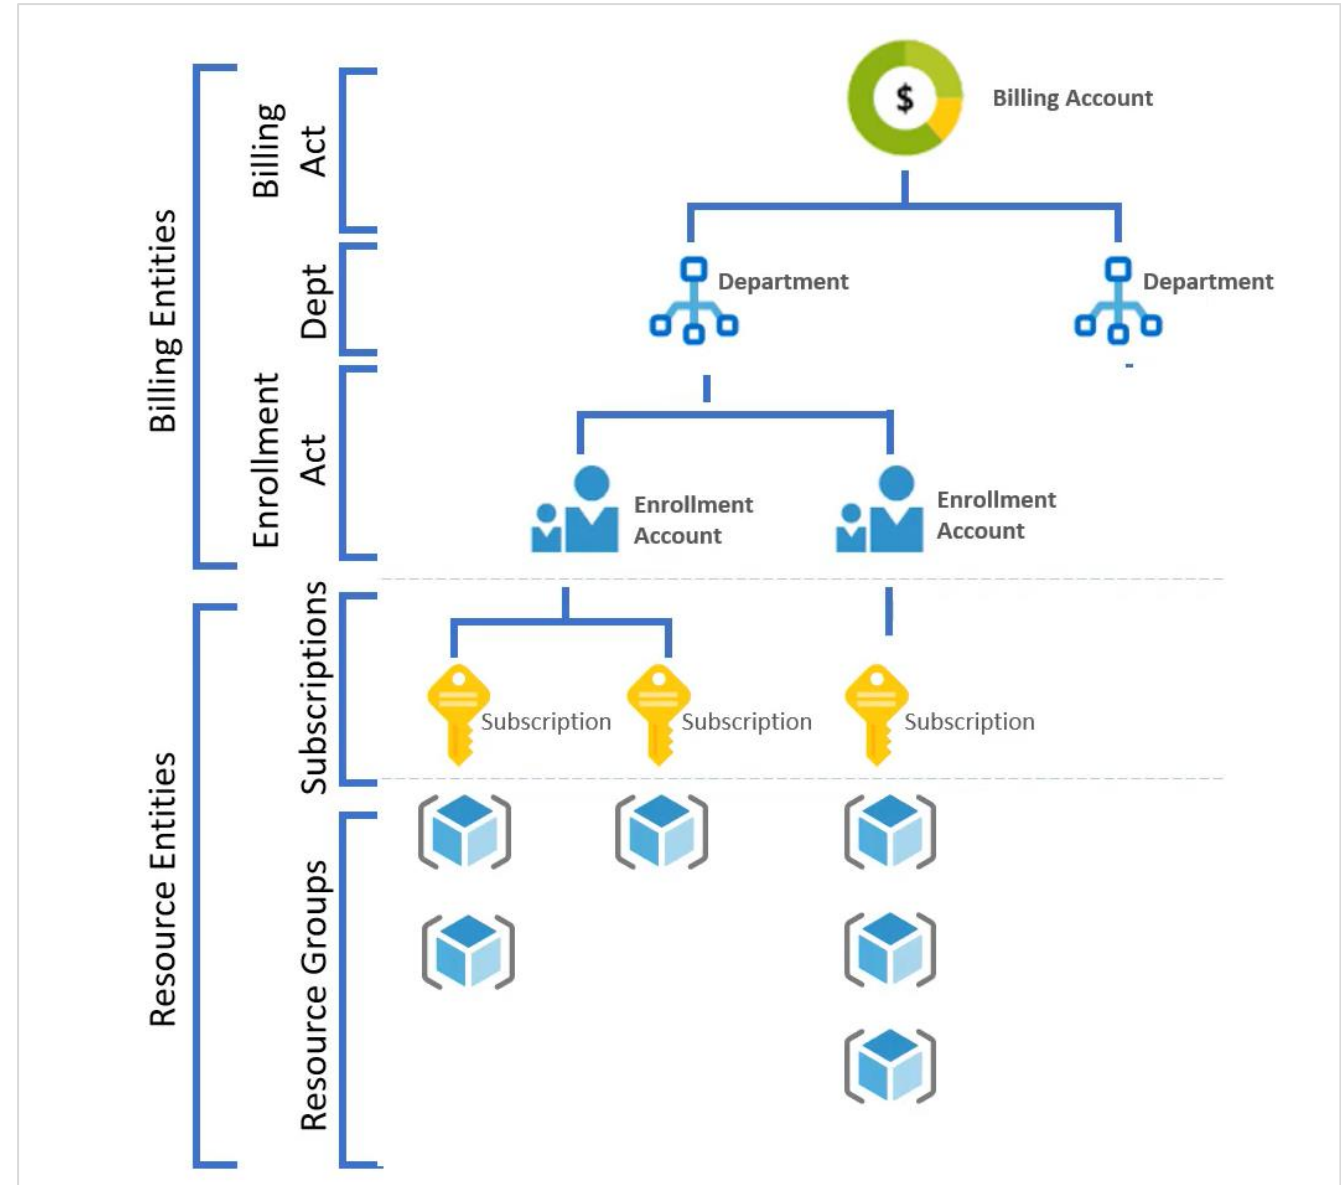 Billing Entities
Billing
Act
$
Billing Account
Dept
Department
Department
Enrollment
Act
Enrollment
Account
Enrollment
Account
Resource Entities
Subscriptions
Subscription
Subscription
Subscription
Resource Groups